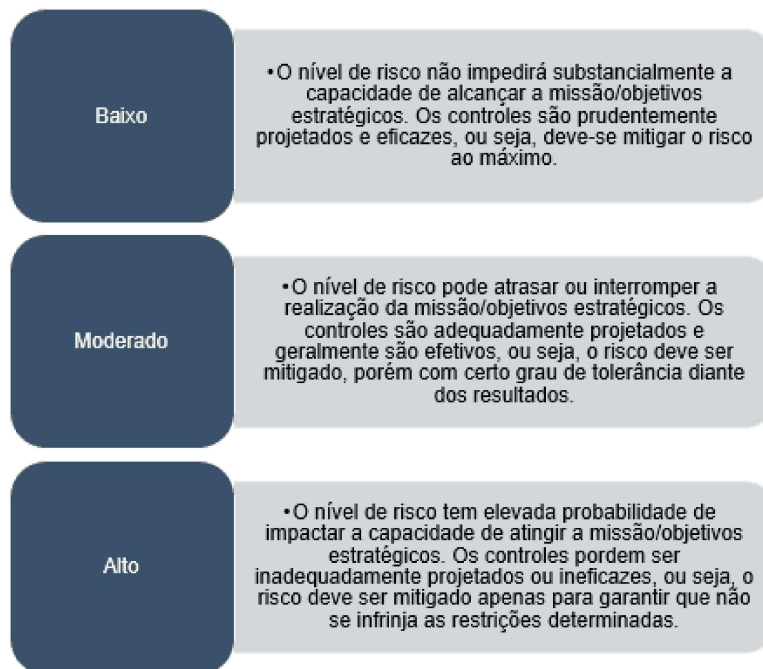 Baixo
•O nível de risco não impedirá substancialmente a
capacidade de alcançar a missão/objetivos
estratégicos. Os controles são prudentemente
projetados e eficazes, ou seja, deve-se mitigar o risco
ao máximo.
Moderado
•O nível de risco pode atrasar ou interromper a
realização da missão/objetivos estratégicos. Os
controles são adequadamente projetados e
geralmente são efetivos, ou seja, o risco deve ser
mitigado, porém com certo grau de tolerância diante
dos resultados.
Alto
•O nível de risco tem elevada probabilidade de
impactar a capacidade de atingir a missão/objetivos
estratégicos. Os controles pordem ser
inadequadamente projetados ou ineficazes, ou seja, o
risco deve ser mitigado apenas para garantir que não
se infrinja as restrições determinadas.